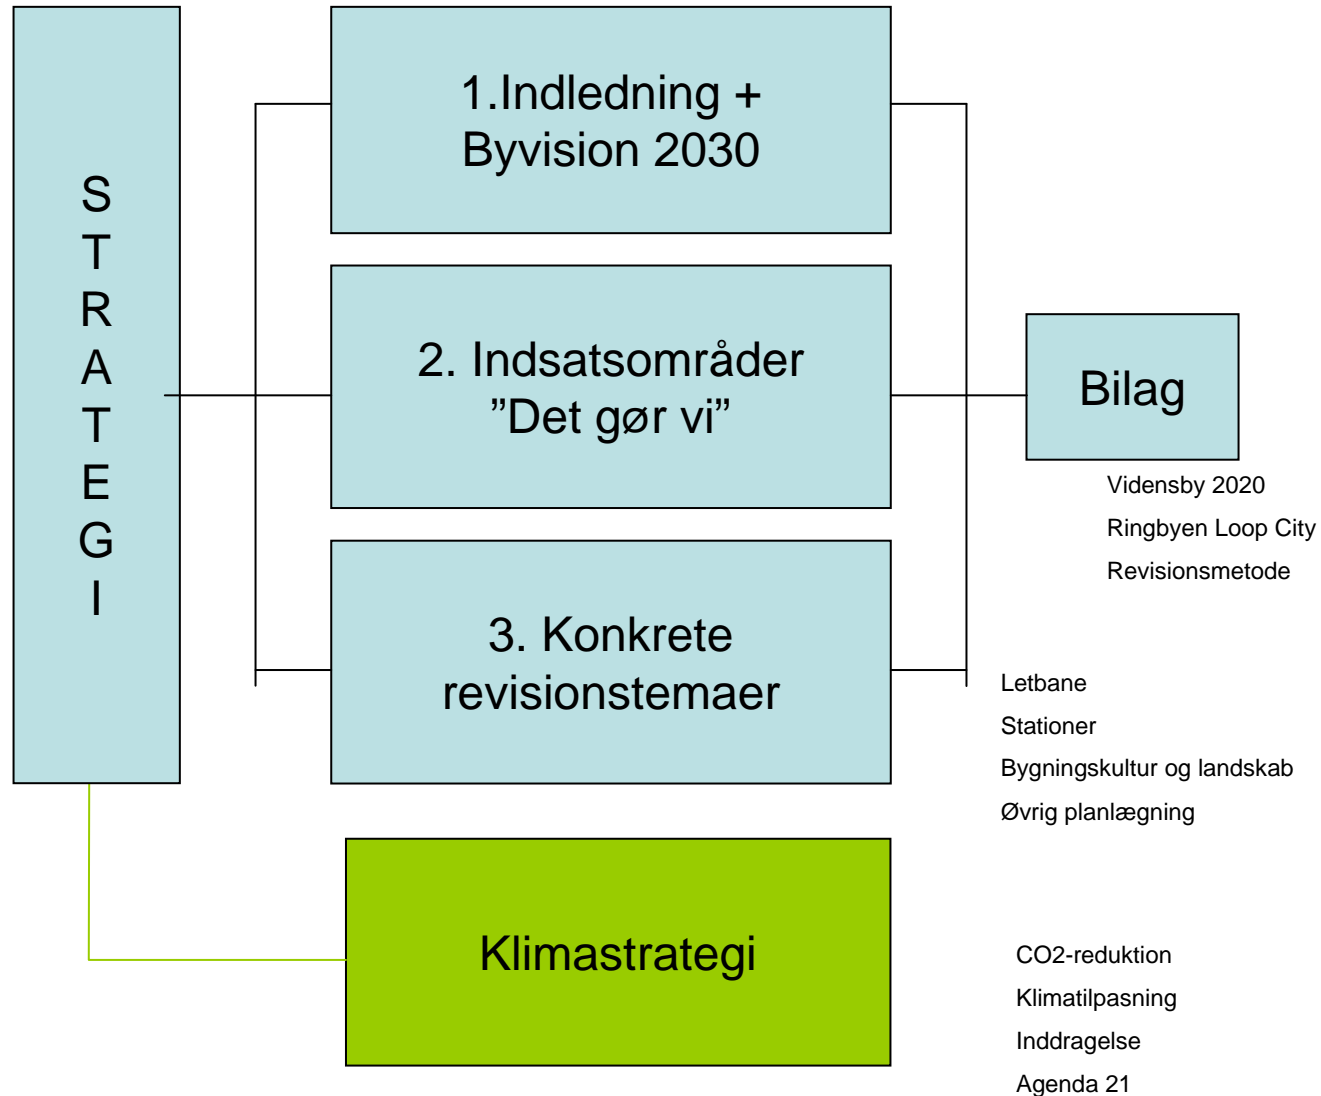 S
T
R
A
T
E
G
I
1.Indledning +
Byvision 2030
2. Indsatsområder
”Det gør vi”
3. Konkrete
revisionstemaer
Bilag
Vidensby 2020
Ringbyen Loop City
Revisionsmetode
Letbane
Stationer
Bygningskultur og landskab
Øvrig planlægning
Klimastrategi
CO2-reduktion
Klimatilpasning
Inddragelse
Agenda 21